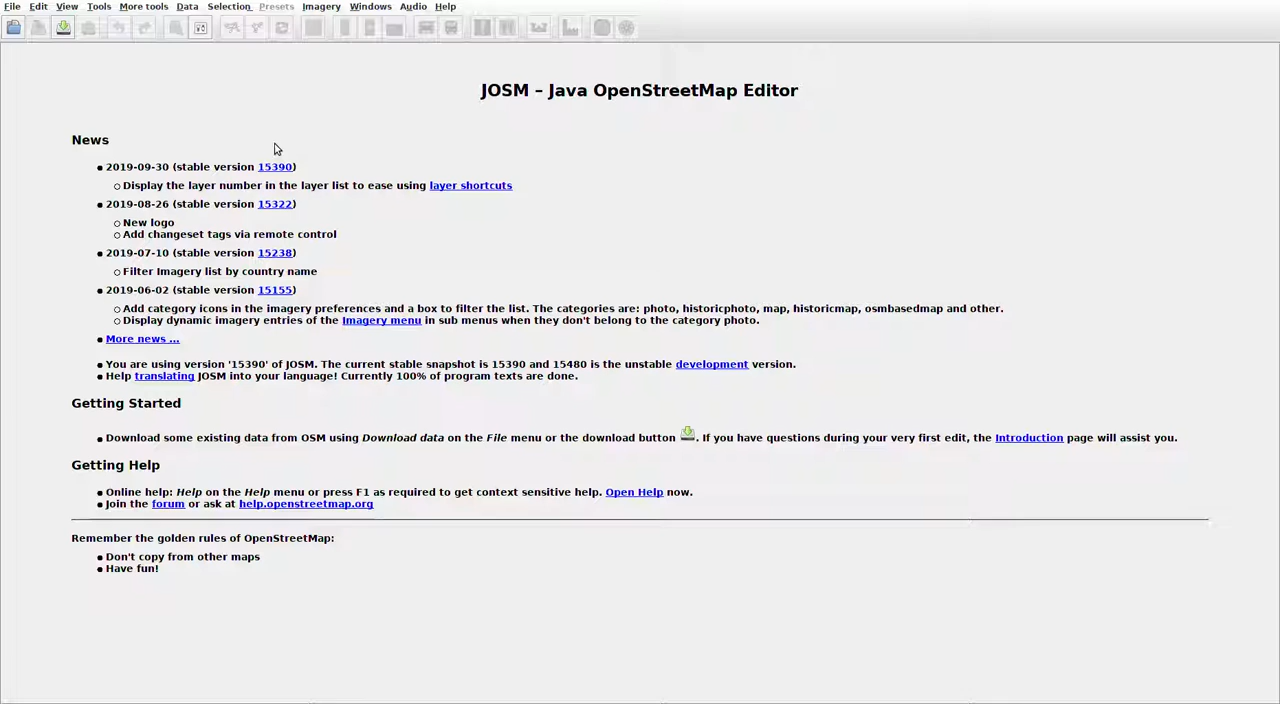 File Edit View Tools More tools Data Selection Presets Imagery Windows Audio Help
JOSM – Java OpenStreetMap Editor
News
2019-09-30 (stable version 15390)
Display the layer number in the layer list to ease using layer shortcuts
2019-08-26 (stable version 15322)
New logo
Add changeset tags via remote control
2019-07-10 (stable version 15238)
Filter Imagery list by country name
2019-06-02 (stable version 15155)
Add category icons in the imagery preferences and a box to filter the list. The categories are: photo, historicphoto, map, historicmap, osmbasedmap and other.
Display dynamic imagery entries of the Imagery menu in sub menus when they don't belong to the category photo.
More news ...
You are using version '15390' of JOSM. The current stable snapshot is 15390 and 15480 is the unstable development version.
Help translating JOSM into your language! Currently 100% of program texts are done.
Getting Started
Download some existing data from OSM using Download data on the File menu or the download button . If you have questions during your very first edit, the Introduction page will assist you.
Getting Help
Online help: Help on the Help menu or press F1 as required to get context sensitive help. Open Help now.
Join the forum or ask at help.openstreetmap.org
Remember the golden rules of OpenStreetMap:
Don't copy from other maps
Have fun!